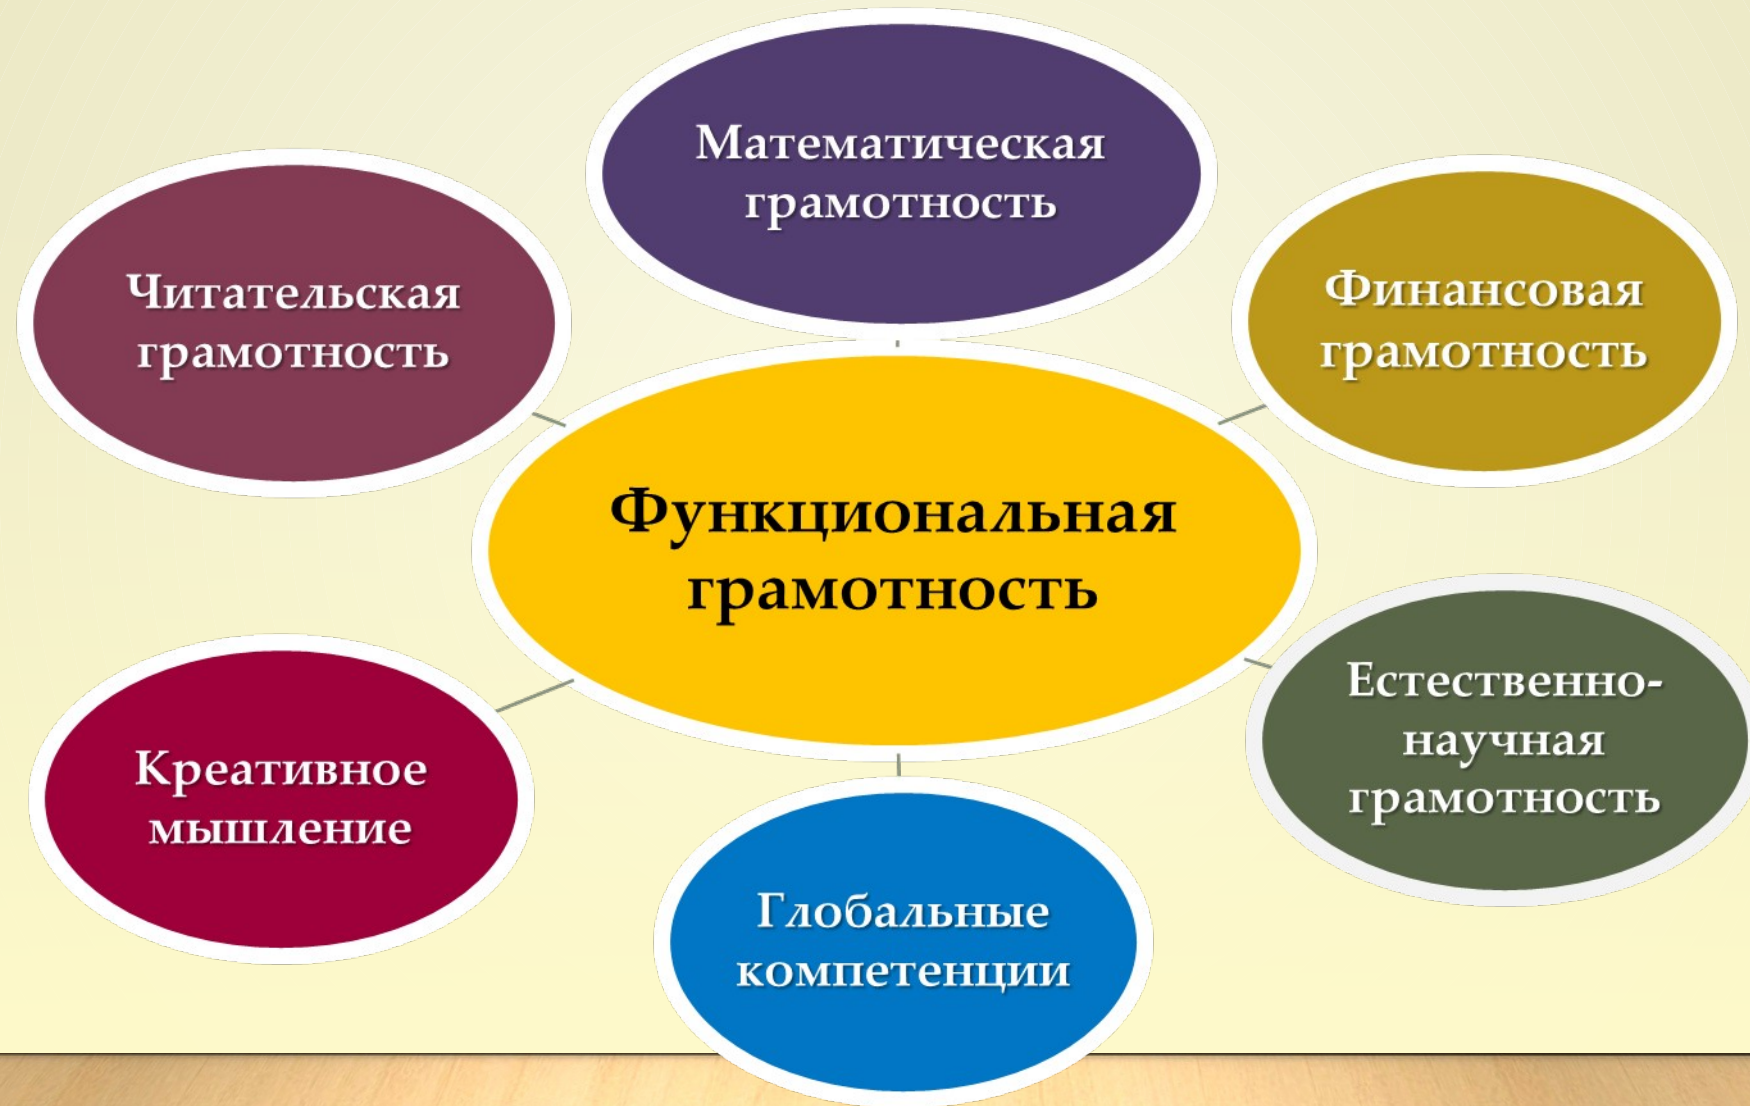 Математическая
грамотность
Читательская
грамотность
Финансовая
грамотность
Функциональная
грамотность
Естественно-
научная
грамотность
Креативное
мышление
Глобальные
компетенции